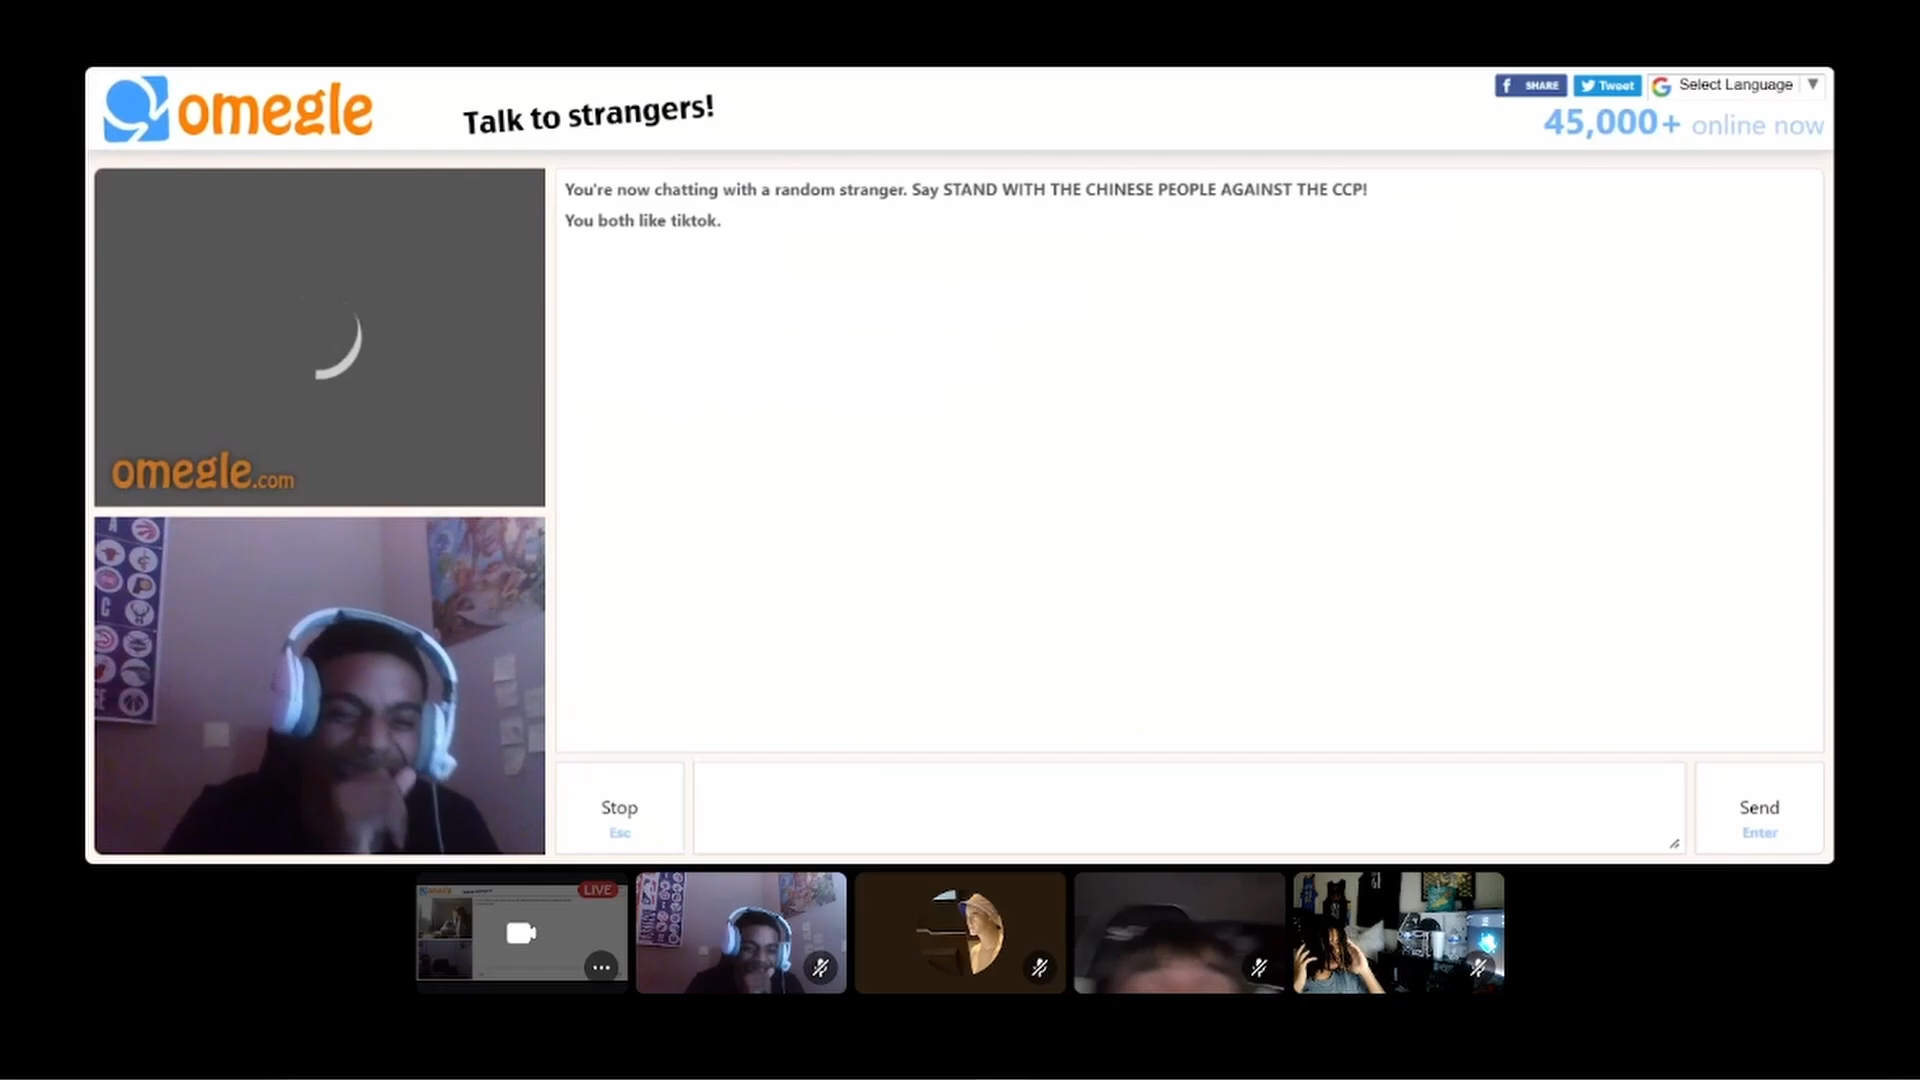 omegle
Talk to strangers!
SHARE
Tweet
Select Language
45,000+ online now
You're now chatting with a random stranger. Say STAND WITH THE CHINESE PEOPLE AGAINST THE CCP!
You both like tiktok.
omegle.com
Stop
Esc
Send
Enter
LIVE